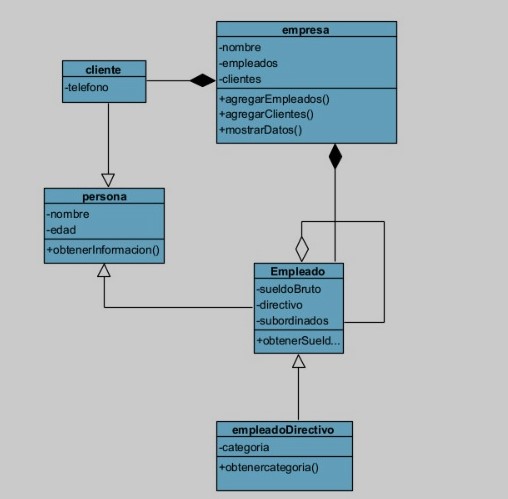 empresa
-nombre
-empleados
-clientes
+agregarEmpleados()
+agregarClientes()
+mostrarDatos()
cliente
-telefono
persona
-nombre
-edad
+obtenerInformacion()
Empleado
-sueldoBruto
-directivo
-subordinados
+obtenerSueld...
empleadoDirectivo
-categoria
+obtenercategoria()